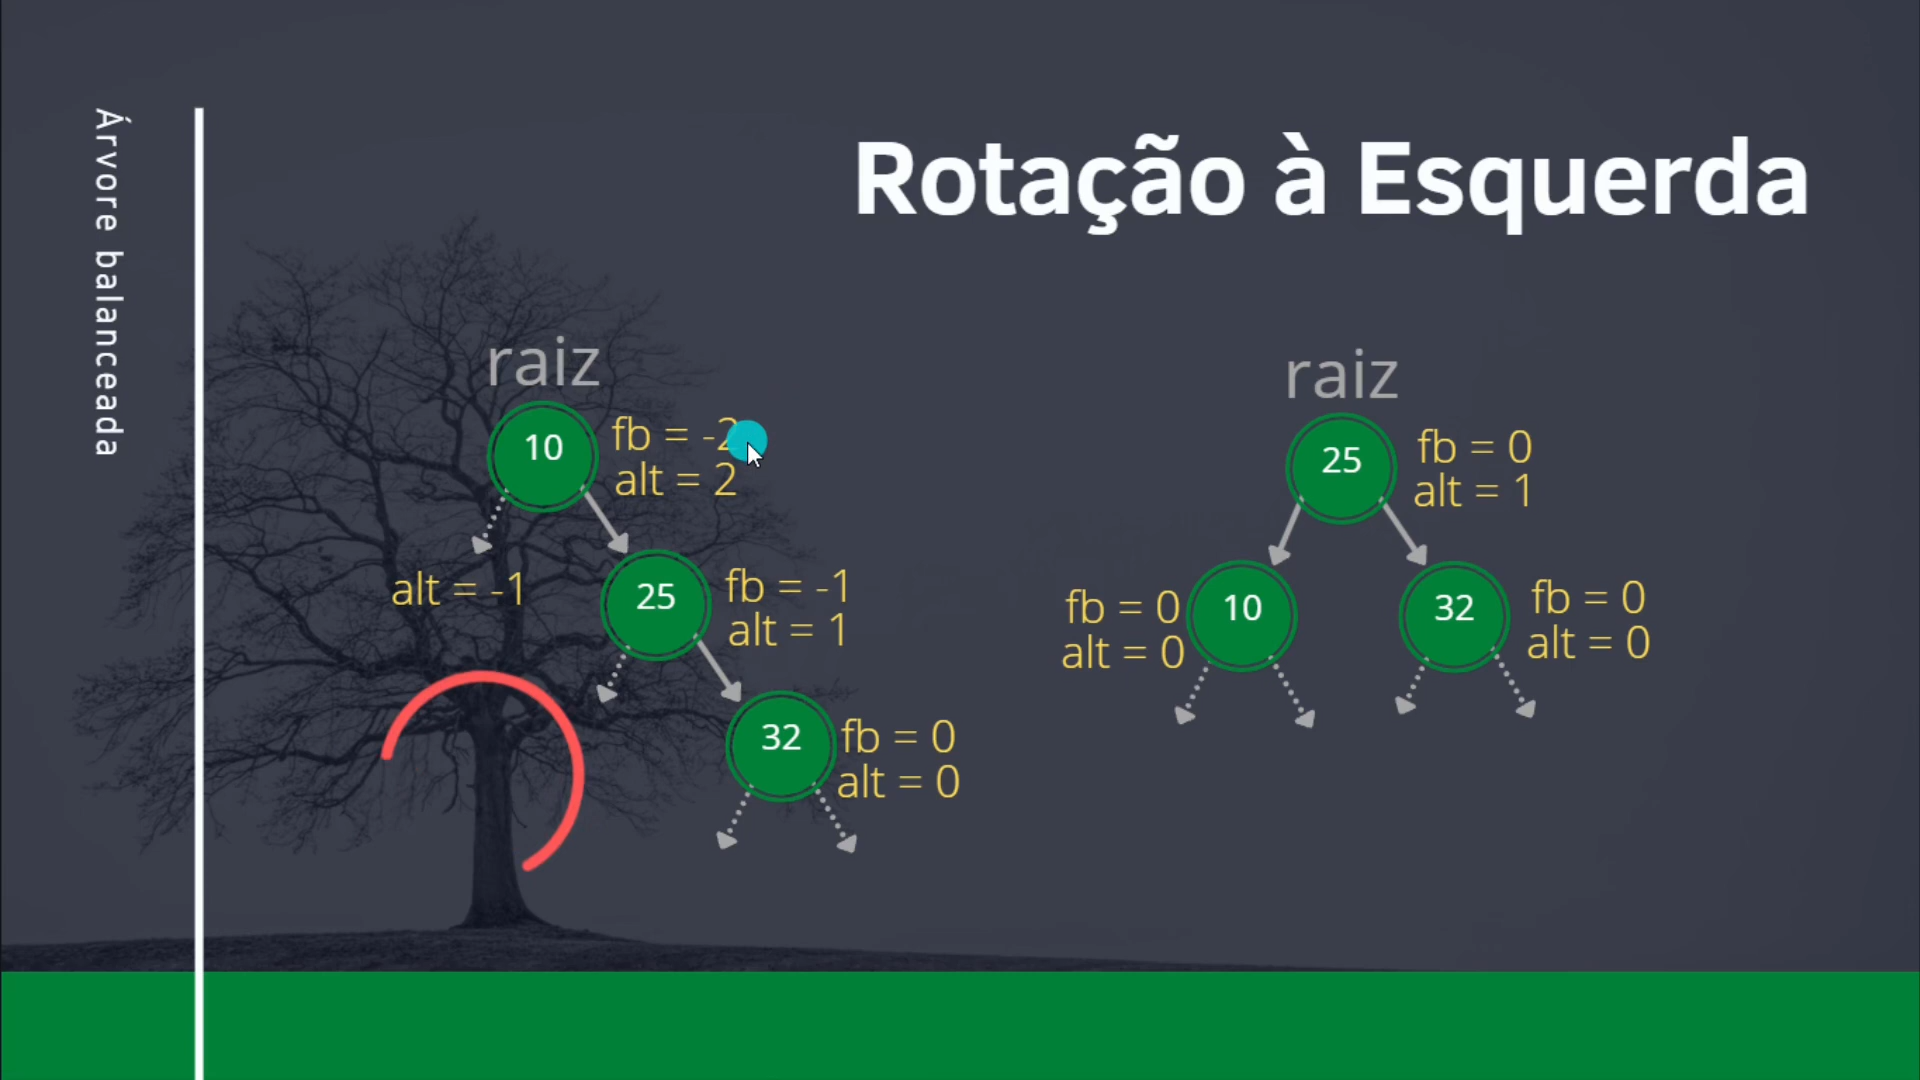 Árvore balanceada
Rotação à Esquerda
raiz
10
fb = -2
alt = 2
alt = -1
25
fb = -1
alt = 1
32
fb = 0
alt = 0
raiz
25
fb = 0
alt = 1
fb = 0
alt = 0
10
32
fb = 0
alt = 0